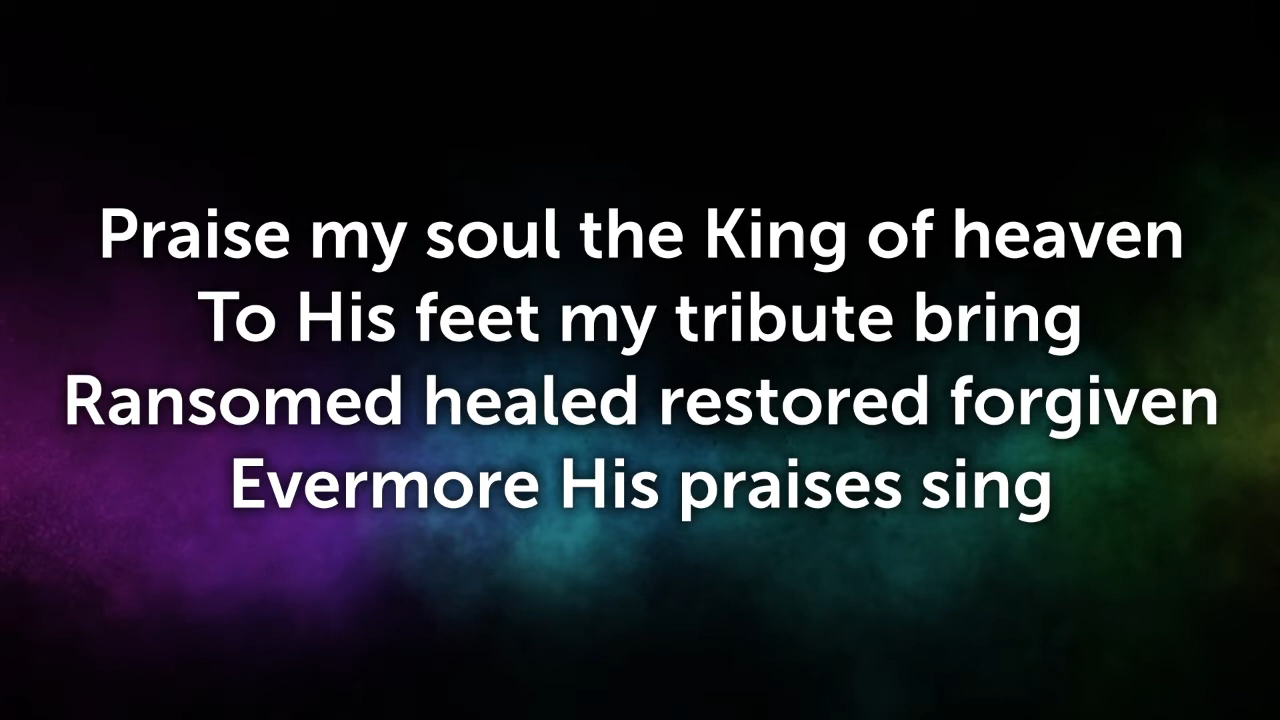 Praise my soul the King of heaven
To His feet my tribute bring
Ransomed healed restored forgiven
Evermore His praises sing